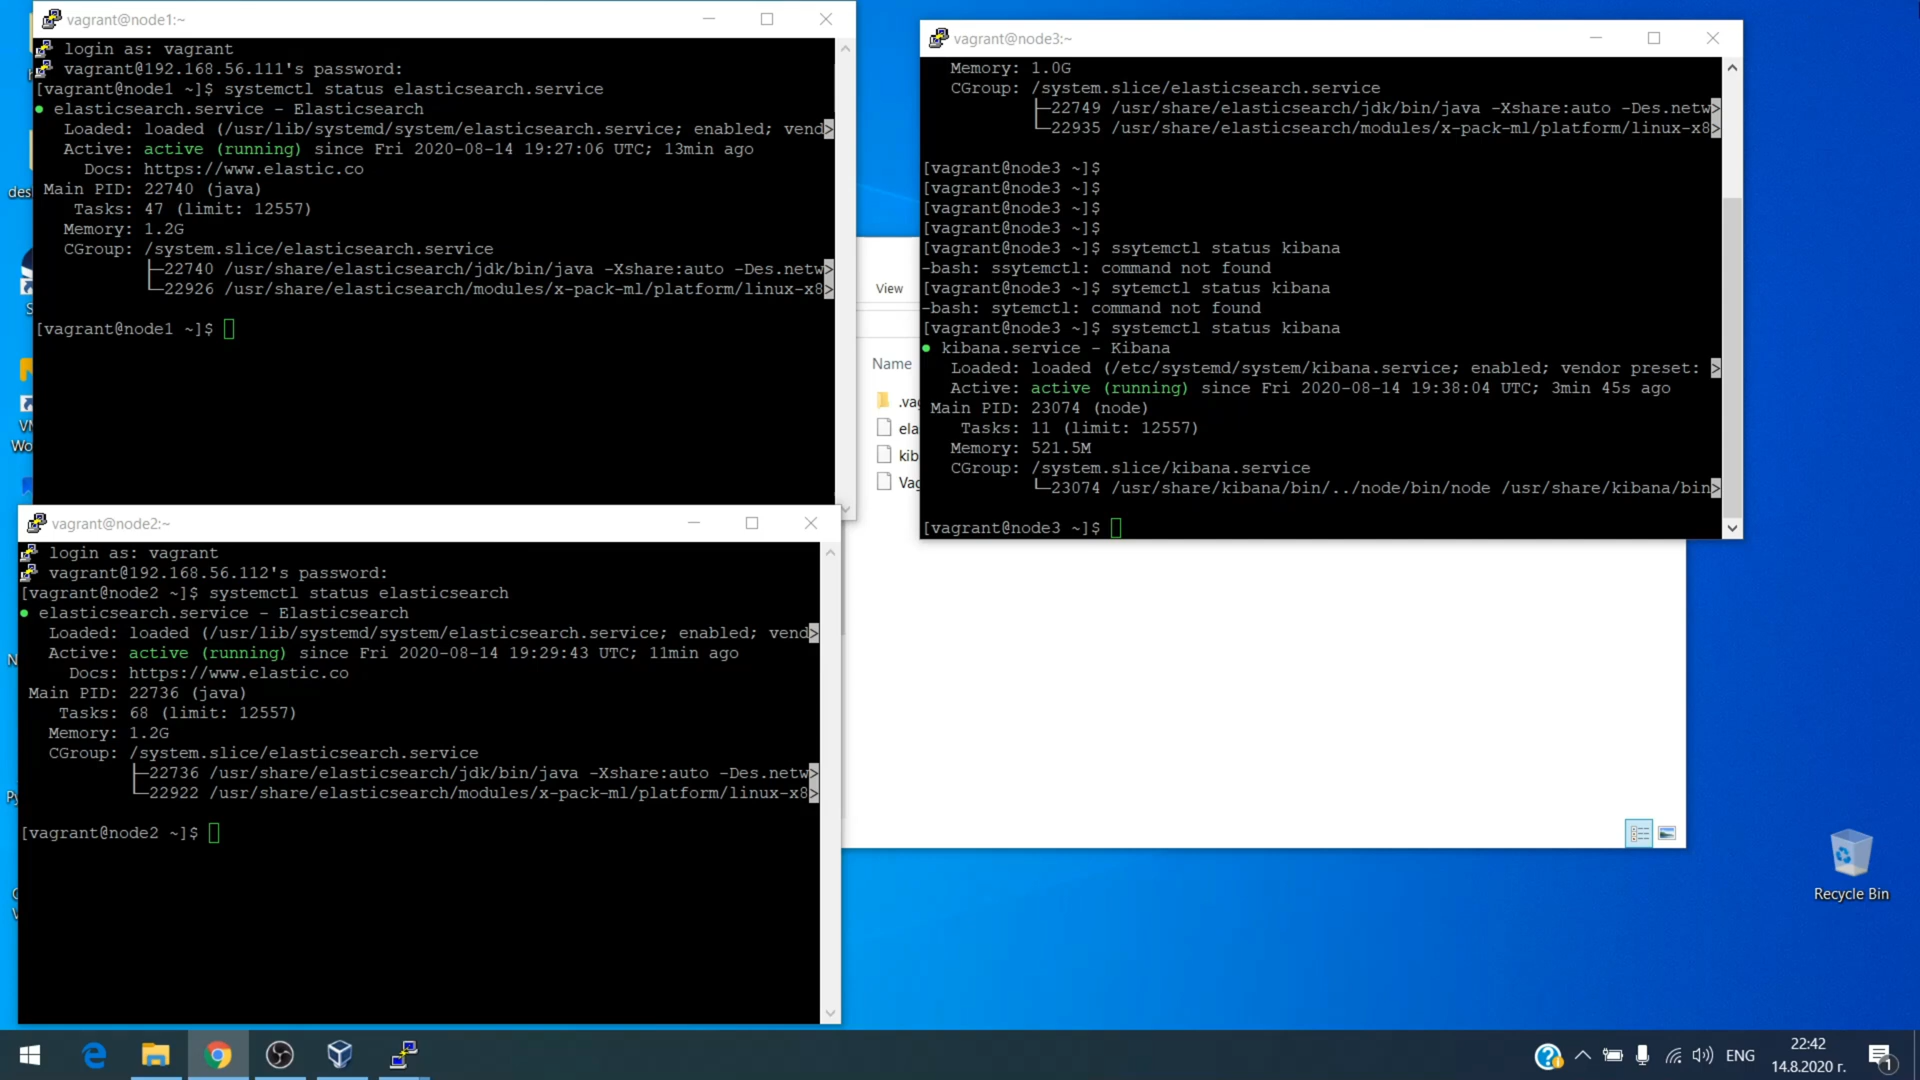 vagrant@node1:~
login as: vagrant
vagrant@192.168.56.111's password:
[vagrant@node1 ~]$ systemctl status elasticsearch.service
● elasticsearch.service - Elasticsearch
Loaded: loaded (/usr/lib/systemd/system/elasticsearch.service; enabled; vend>
Active: active (running) since Fri 2020-08-14 19:27:06 UTC; 13min ago
Docs: https://www.elastic.co
Main PID: 22740 (java)
Tasks: 47 (limit: 12557)
Memory: 1.2G
CGroup: /system.slice/elasticsearch.service
├─22740 /usr/share/elasticsearch/jdk/bin/java -Xshare:auto -Des.netw>
└─22926 /usr/share/elasticsearch/modules/x-pack-ml/platform/linux-x8>
[vagrant@node1 ~]$
vagrant@node3:~
Memory: 1.0G
CGroup: /system.slice/elasticsearch.service
├─22749 /usr/share/elasticsearch/jdk/bin/java -Xshare:auto -Des.netw>
└─22935 /usr/share/elasticsearch/modules/x-pack-ml/platform/linux-x8>
[vagrant@node3 ~]$
[vagrant@node3 ~]$
[vagrant@node3 ~]$
[vagrant@node3 ~]$
[vagrant@node3 ~]$ ssytemctl status kibana
-bash: ssytemctl: command not found
[vagrant@node3 ~]$ sytemctl status kibana
-bash: sytemctl: command not found
[vagrant@node3 ~]$ systemctl status kibana
● kibana.service - Kibana
Loaded: loaded (/etc/systemd/system/kibana.service; enabled; vendor preset: >
Active: active (running) since Fri 2020-08-14 19:38:04 UTC; 3min 45s ago
Main PID: 23074 (node)
Tasks: 11 (limit: 12557)
Memory: 521.5M
CGroup: /system.slice/kibana.service
└─23074 /usr/share/kibana/bin/../node/bin/node /usr/share/kibana/bin>
[vagrant@node3 ~]$
View
Name
.vag
ela
kib
Vag
vagrant@node2:~
login as: vagrant
vagrant@192.168.56.112's password:
[vagrant@node2 ~]$ systemctl status elasticsearch
● elasticsearch.service - Elasticsearch
Loaded: loaded (/usr/lib/systemd/system/elasticsearch.service; enabled; vend>
Active: active (running) since Fri 2020-08-14 19:29:43 UTC; 11min ago
Docs: https://www.elastic.co
Main PID: 22736 (java)
Tasks: 68 (limit: 12557)
Memory: 1.2G
CGroup: /system.slice/elasticsearch.service
├─22736 /usr/share/elasticsearch/jdk/bin/java -Xshare:auto -Des.netw>
└─22922 /usr/share/elasticsearch/modules/x-pack-ml/platform/linux-x8>
[vagrant@node2 ~]$
des
VM
Wo
Recycle Bin
ENG
22:42
14.8.2020 г.
1